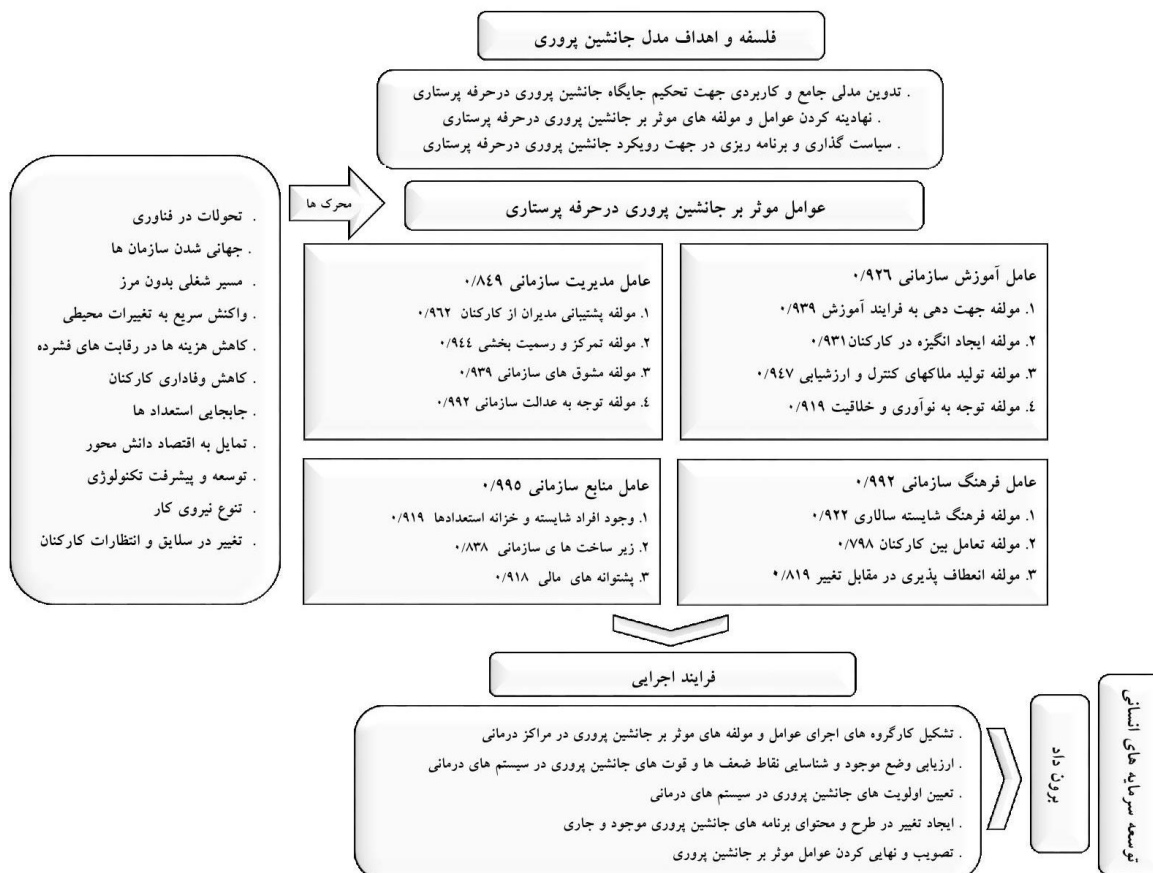 فلسفه و اهداف مدل جانشین پروری
. تدوین مدلی جامع و کاربردی جهت تحکیم جایگاه جانشین پروری درحرفه پرستاری
. نهادینه کردن عوامل و مولفه های موثر بر جانشین پروری درحرفه پرستاری
. سیاست گذاری و برنامه ریزی در جهت رویکرد جانشین پروری درحرفه پرستاری
محرک ها
عوامل موثر بر جانشین پروری درحرفه پرستاری
. تحولات در فناوری
. جهانی شدن سازمان ها
. مسیر شغلی بدون مرز
. واکنش سریع به تغییرات محیطی
. کاهش هزینه ها در رقابت های فشرده
. کاهش وفاداری کارکنان
. جابجایی استعداد ها
. تمایل به اقتصاد دانش محور
. توسعه و پیشرفت تکنولوژی
. تنوع نیروی کار
. تغییر در سلایق و انتظارات کارکنان
عامل آموزش سازمانی ۰/۹۲۶
۱. مولفه جهت دهی به فرایند آموزش ۰/۹۳۹
۲. مولفه ایجاد انگیزه در کارکنان۰/۹۳۱
۳. مولفه تولید ملاکهای کنترل و ارزشیابی ۰/۹۴۷
٤. مولفه توجه به نوآوری و خلاقیت ۰/۹۱۹
عامل مدیریت سازمانی ۰/۸٤۹
۱. مولفه پشتیبانی مدیران از کارکنان ۰/۹٦۲
۲. مولفه تمرکز و رسمیت بخشی ۰/۹٤٤
۳. مولفه مشوق های سازمانی ۰/۹۳۹
٤. مولفه توجه به عدالت سازمانی ۰/۹۹۲
عامل فرهنگ سازمانی ۰/۹۹۲
۱. مولفه فرهنگ شایسته سالاری ۰/۹۲۲
۲. مولفه تعامل بین کارکنان ۰/۷۹۸
۳. مولفه انعطاف پذیری در مقابل تغییر ۰/۸۱۹
عامل منابع سازمانی ۰/۹۹۵
۱. وجود افراد شایسته و خزانه استعدادها ۰/۹۱۹
۲. زیر ساخت ها ی سازمانی ۰/۸۳۸
۳. پشتوانه های مالی ۰/۹۱۸
فرایند اجرایی
. تشکیل کارگروه های اجرای عوامل و مولفه های موثر بر جانشین پروری در مراکز درمانی
. ارزیابی وضع موجود و شناسایی نقاط ضعف ها و قوت های جانشین پروری در سیستم های درمانی
. تعیین اولویت های جانشین پروری در سیستم های درمانی
. ایجاد تغییر در طرح و محتوای برنامه های جانشین پروری موجود و جاری
. تصویب و نهایی کردن عوامل موثر بر جانشین پروری
برون داد
توسعه سرمایه های انسانی